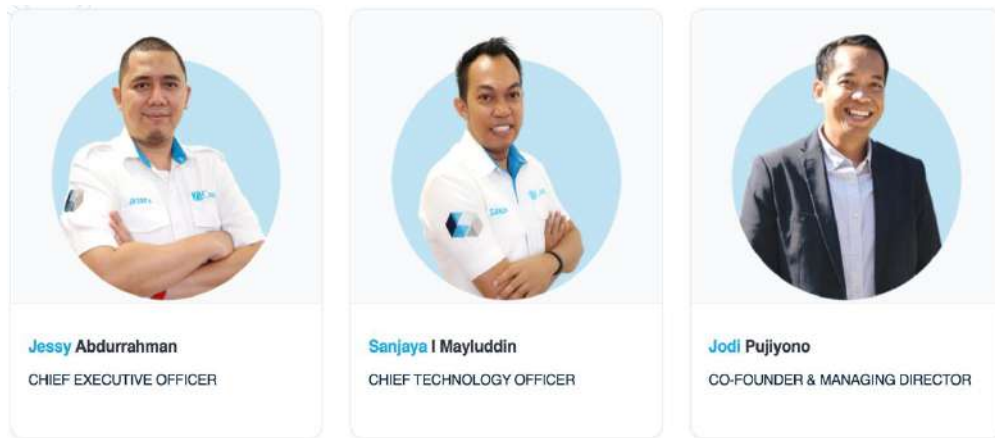 Jessy Abdurrahman
CHIEF EXECUTIVE OFFICER
Sanjaya I Mayluddin
CHIEF TECHNOLOGY OFFICER
Jodi Pujiyono
CO-FOUNDER & MANAGING DIRECTOR